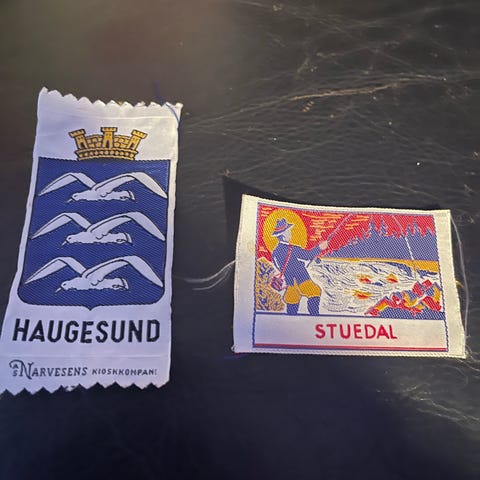 HAUGESUND
A/S NARVESENS KIOSKKOMPANI
STUEDAL